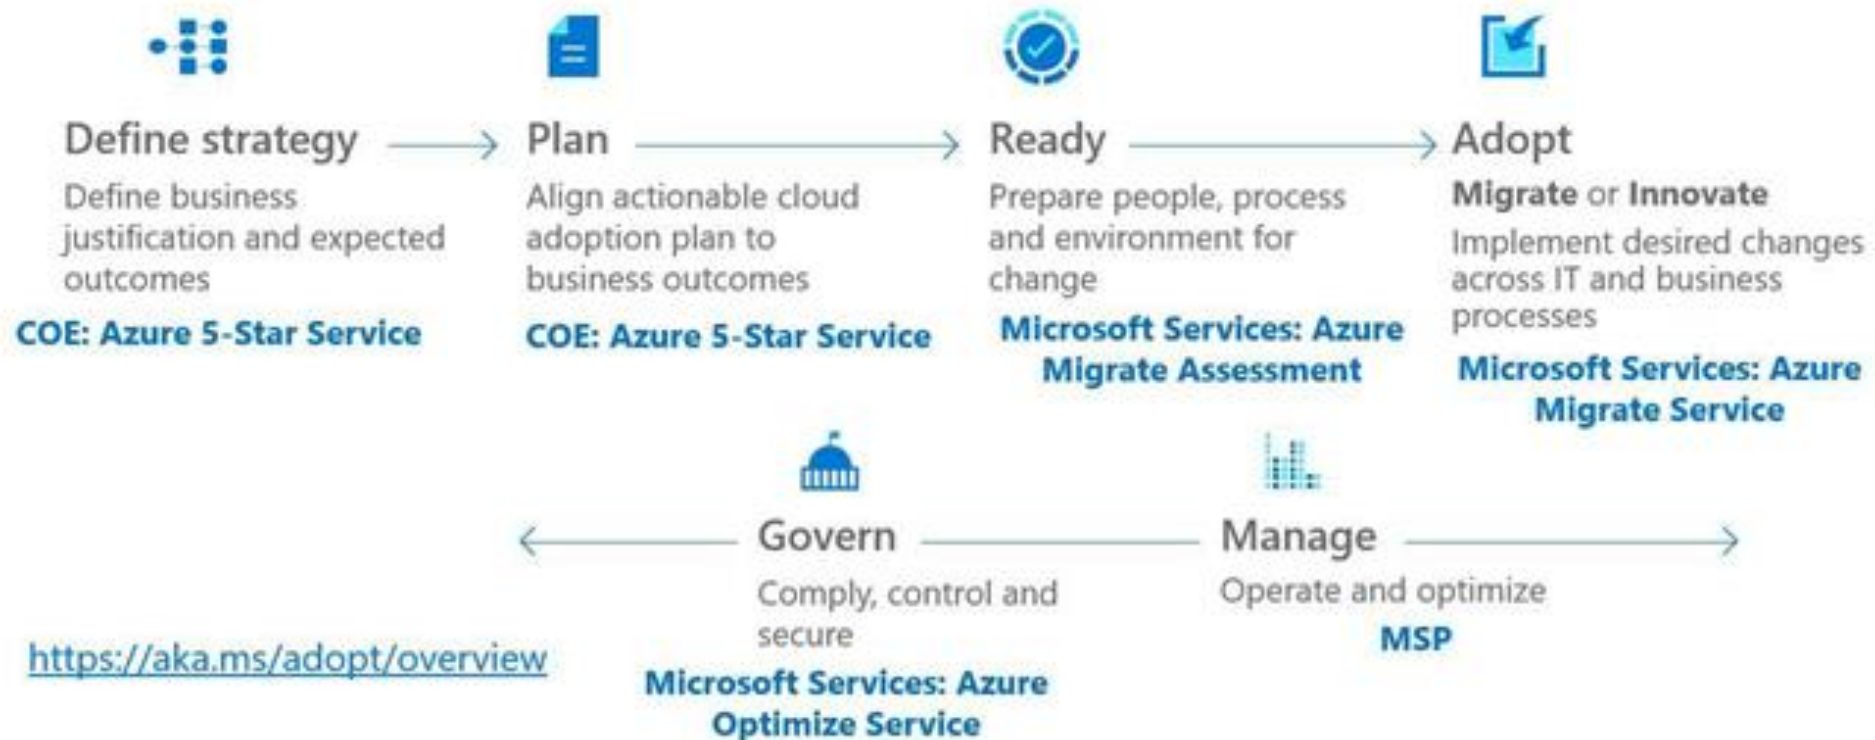 Define strategy
Plan
Ready
Adopt
Define business
justification and expected
outcomes
COE: Azure 5-Star Service
Align actionable cloud
adoption plan to
business outcomes
COE: Azure 5-Star Service
Prepare people, process
and environment for
change
Microsoft Services: Azure
Migrate Assessment
Migrate or Innovate
Implement desired changes
across IT and business
processes
Microsoft Services: Azure
Migrate Service
Govern
Comply, control and
secure
Microsoft Services: Azure
Optimize Service
Manage
Operate and optimize
MSP
https://aka.ms/adopt/overview